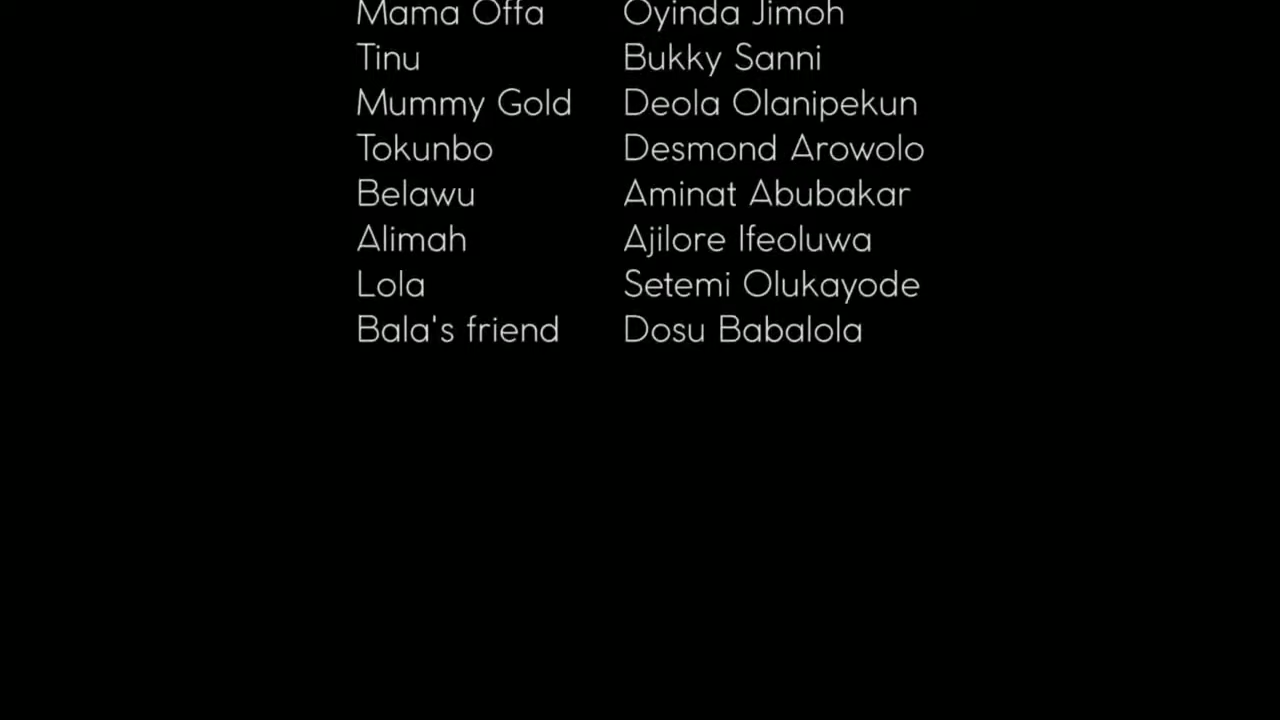 Mama Offa Oyinda Jimoh
Tinu Bukky Sanni
Mummy Gold Deola Olanipekun
Tokunbo Desmond Arowolo
Belawu Aminat Abubakar
Alimah Ajilore Ifeoluwa
Lola Setemi Olukayode
Bala's friend Dosu Babalola